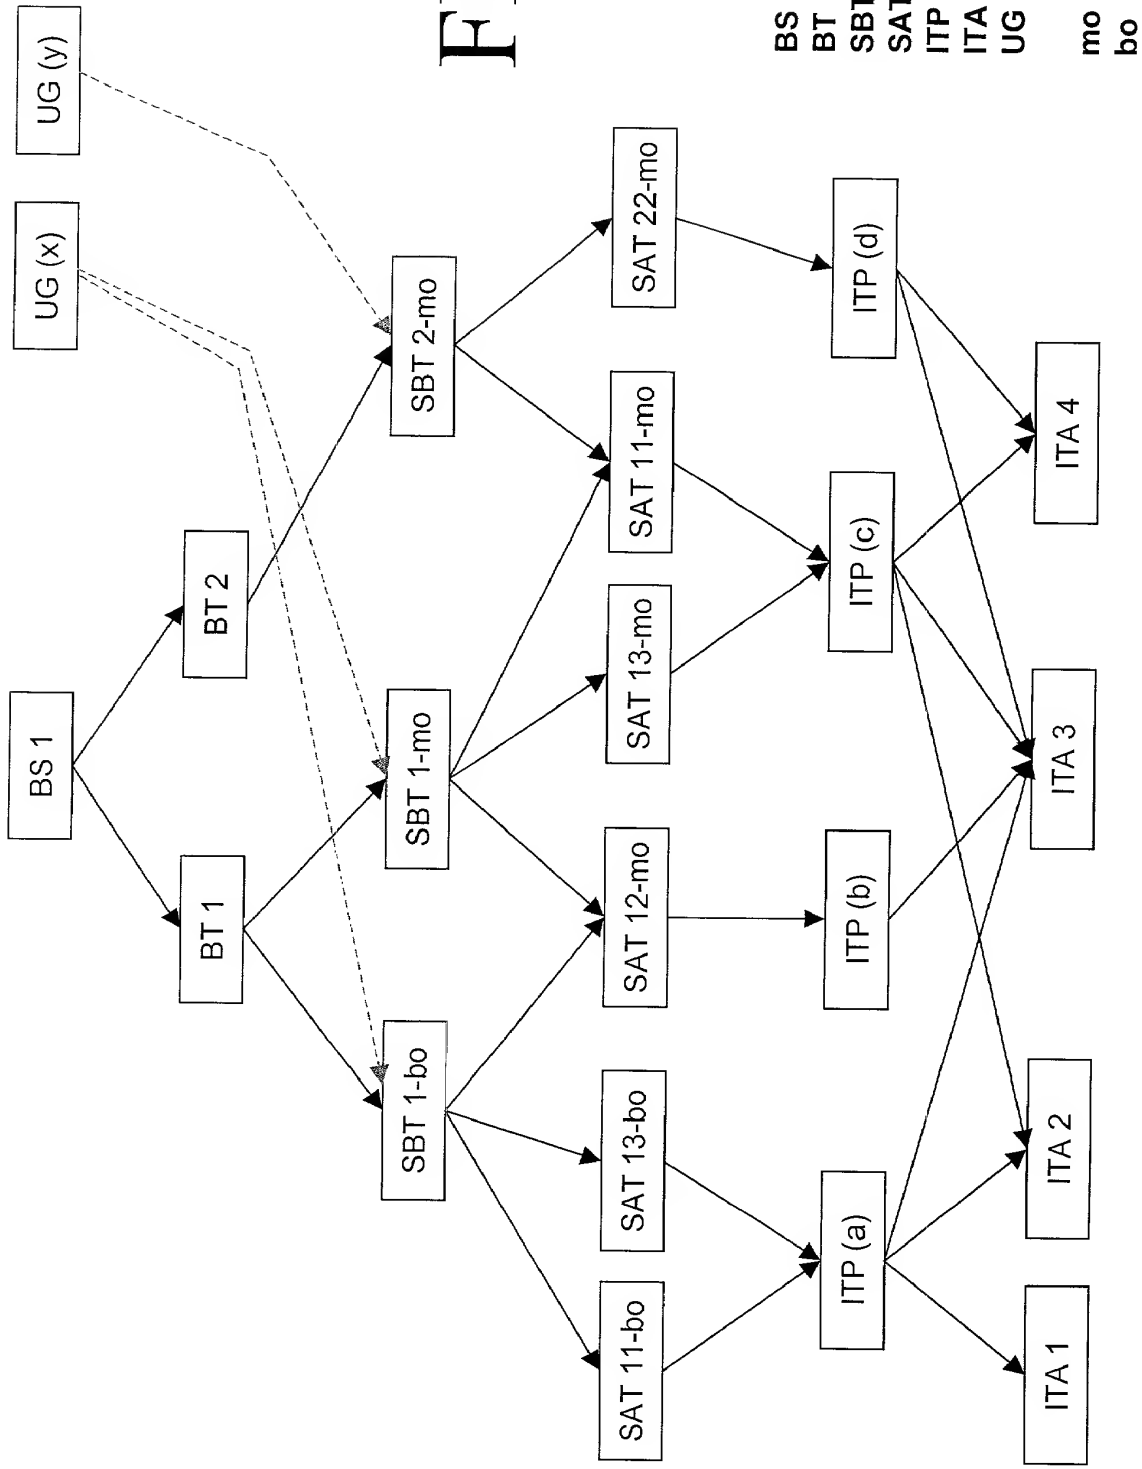 BS 1
UG (x)
UG (y)
BT 1
BT 2
SBT 1-bo
SBT 1-mo
SBT 2-mo
SAT 11-bo
SAT 13-bo
SAT 12-mo
SAT 13-mo
SAT 11-mo
SAT 22-mo
ITP (a)
ITP (b)
ITP (c)
ITP (d)
ITA 1
ITA 2
ITA 3
ITA 4
F
BS
BT
SBT
SAT
ITP
ITA
UG
mo
bo